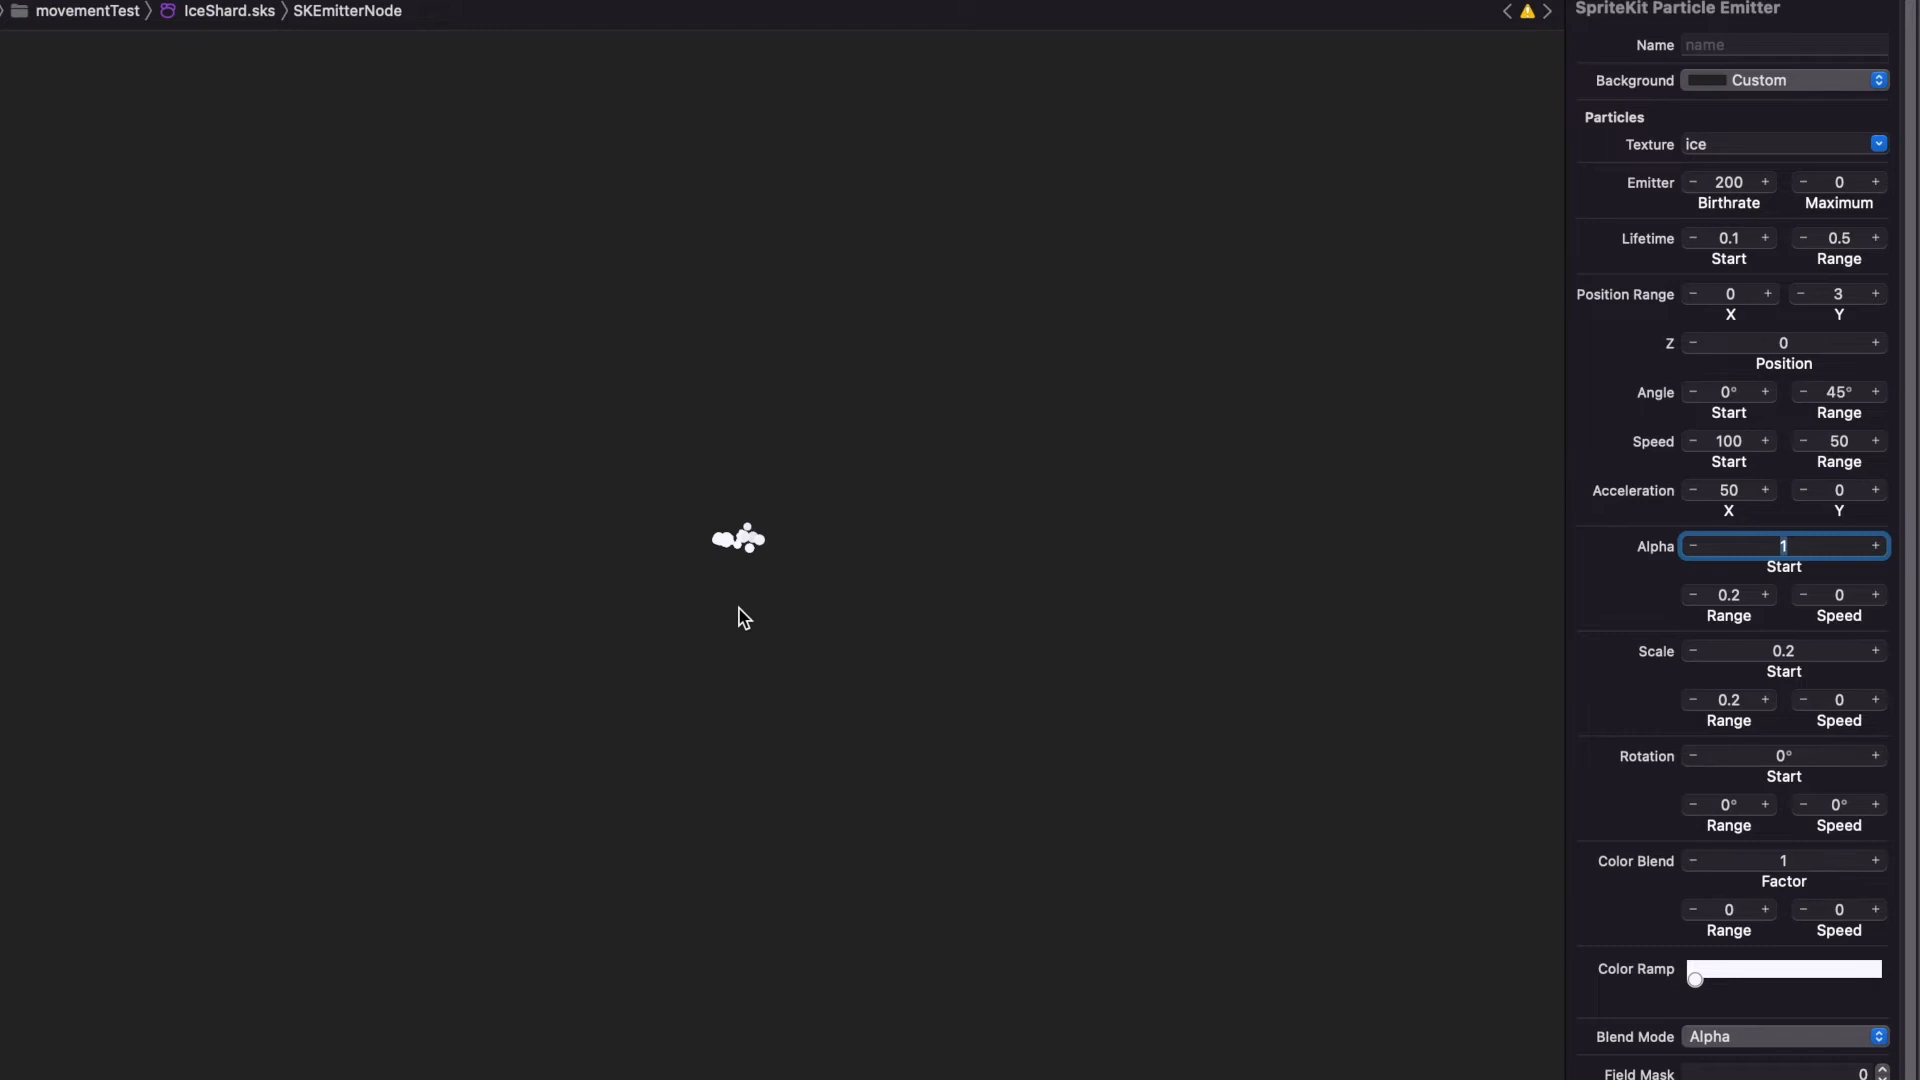 movementTest IceShard.sks SKEmitterNode
SpriteKit Particle Emitter
Name name
Background Custom
Particles
Texture ice
Emitter - 200 + - 0 +
Birthrate Maximum
Lifetime - 0.1 + - 0.5 +
Start Range
Position Range - 0 + - 3 +
X Y
Z - 0 +
Position
Angle - 0° + - 45° +
Start Range
Speed - 100 + - 50 +
Start Range
Acceleration - 50 + - 0 +
X Y
Alpha - 1 +
Start
- 0.2 + - 0 +
Range Speed
Scale - 0.2 +
Start
- 0.2 + - 0 +
Range Speed
Rotation - 0° +
Start
- 0° + - 0° +
Range Speed
Color Blend - 1 +
Factor
- 0 + - 0 +
Range Speed
Color Ramp
Blend Mode Alpha
Field Mask 0